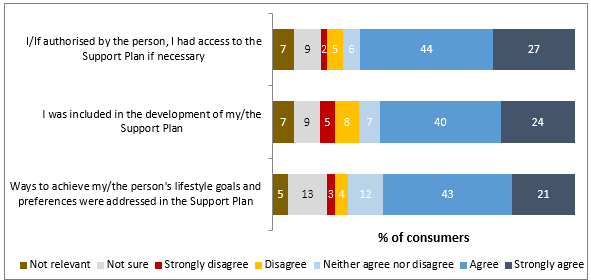 I/If authorised by the person, I had access to the
Support Plan if necessary
7 9 2 5 6 44 27
I was included in the development of my/the
Support Plan
7 9 5 8 7 40 24
Ways to achieve my/the person's lifestyle goals and
preferences were addressed in the Support Plan
5 13 3 4 12 43 21
% of consumers
Not relevant Not sure Strongly disagree Disagree Neither agree nor disagree Agree Strongly agree